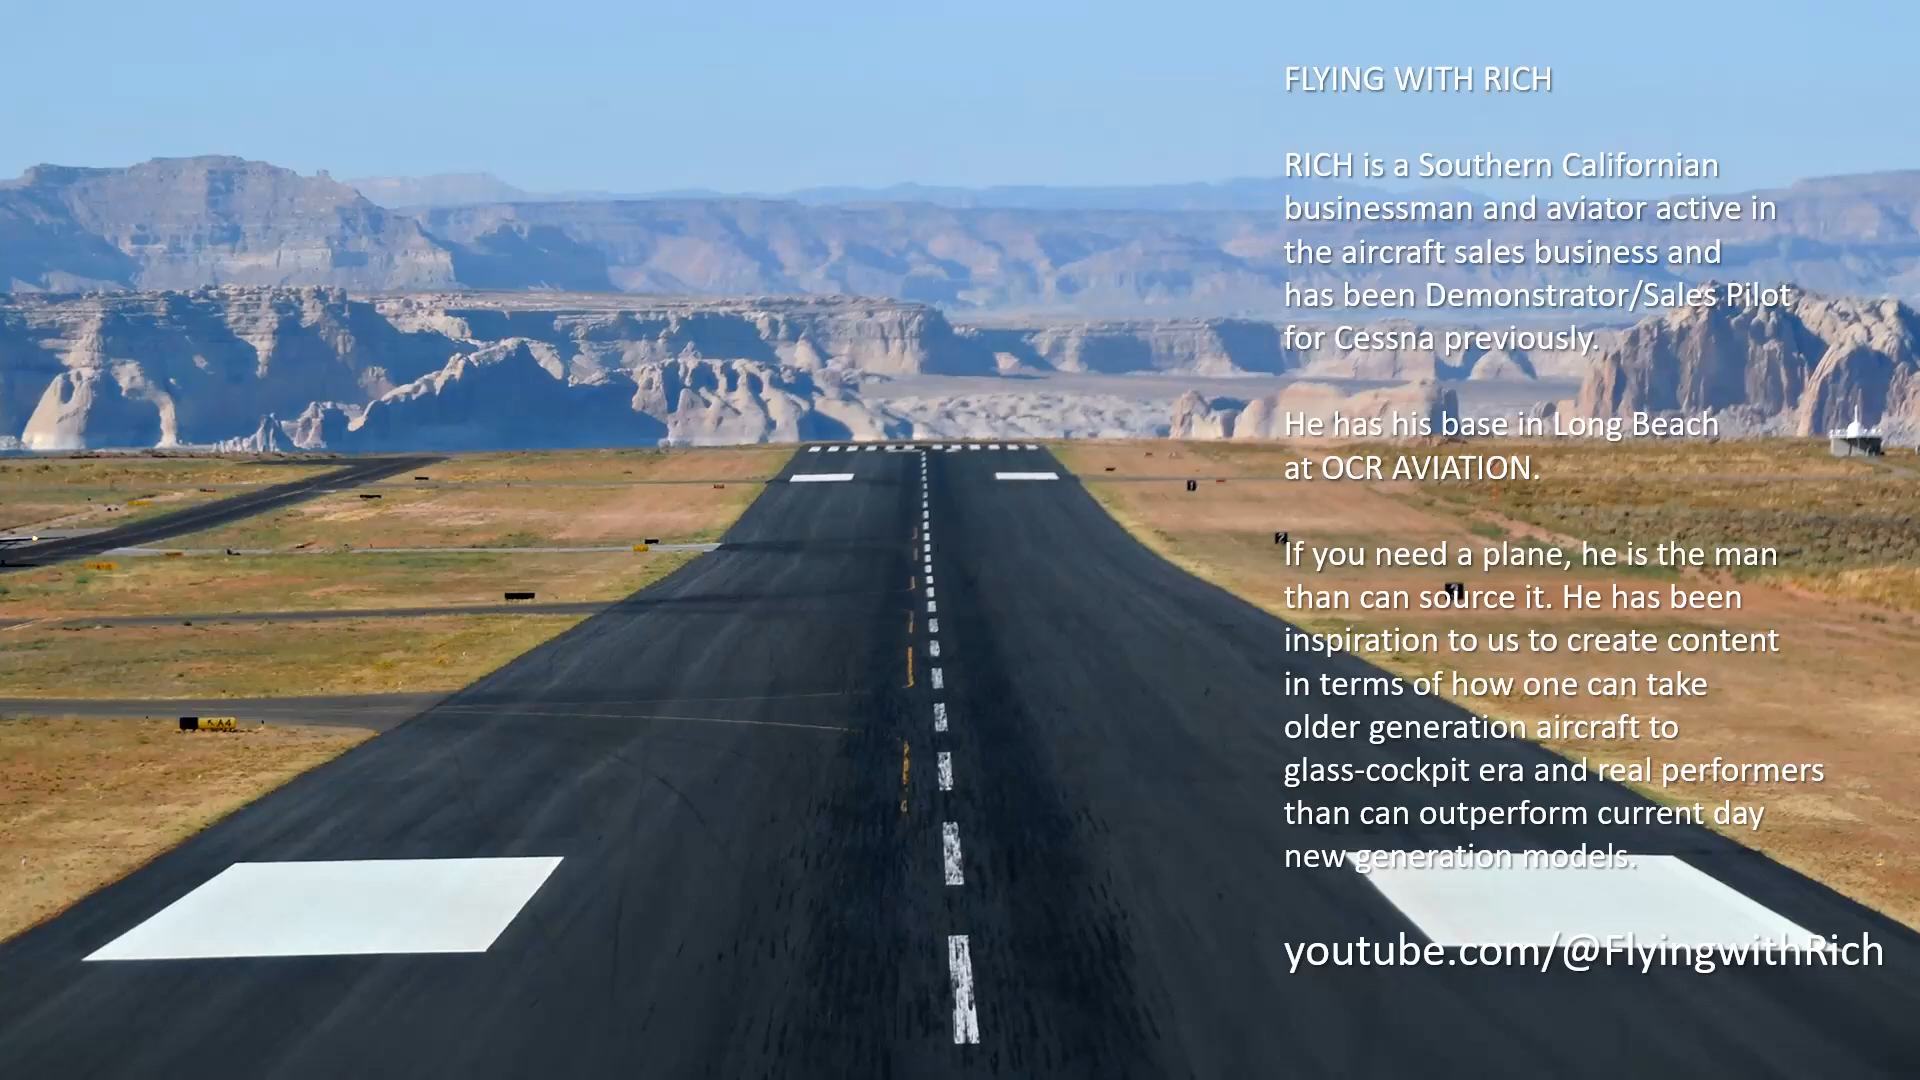 FLYING WITH RICH
RICH is a Southern Californian
businessman and aviator active in
the aircraft sales business and
has been Demonstrator/Sales Pilot
for Cessna previously.
He has his base in Long Beach
at OCR AVIATION.
If you need a plane, he is the man
than can source it. He has been
inspiration to us to create content
in terms of how one can take
older generation aircraft to
glass-cockpit era and real performers
than can outperform current day
new generation models.
youtube.com/@FlyingwithRich